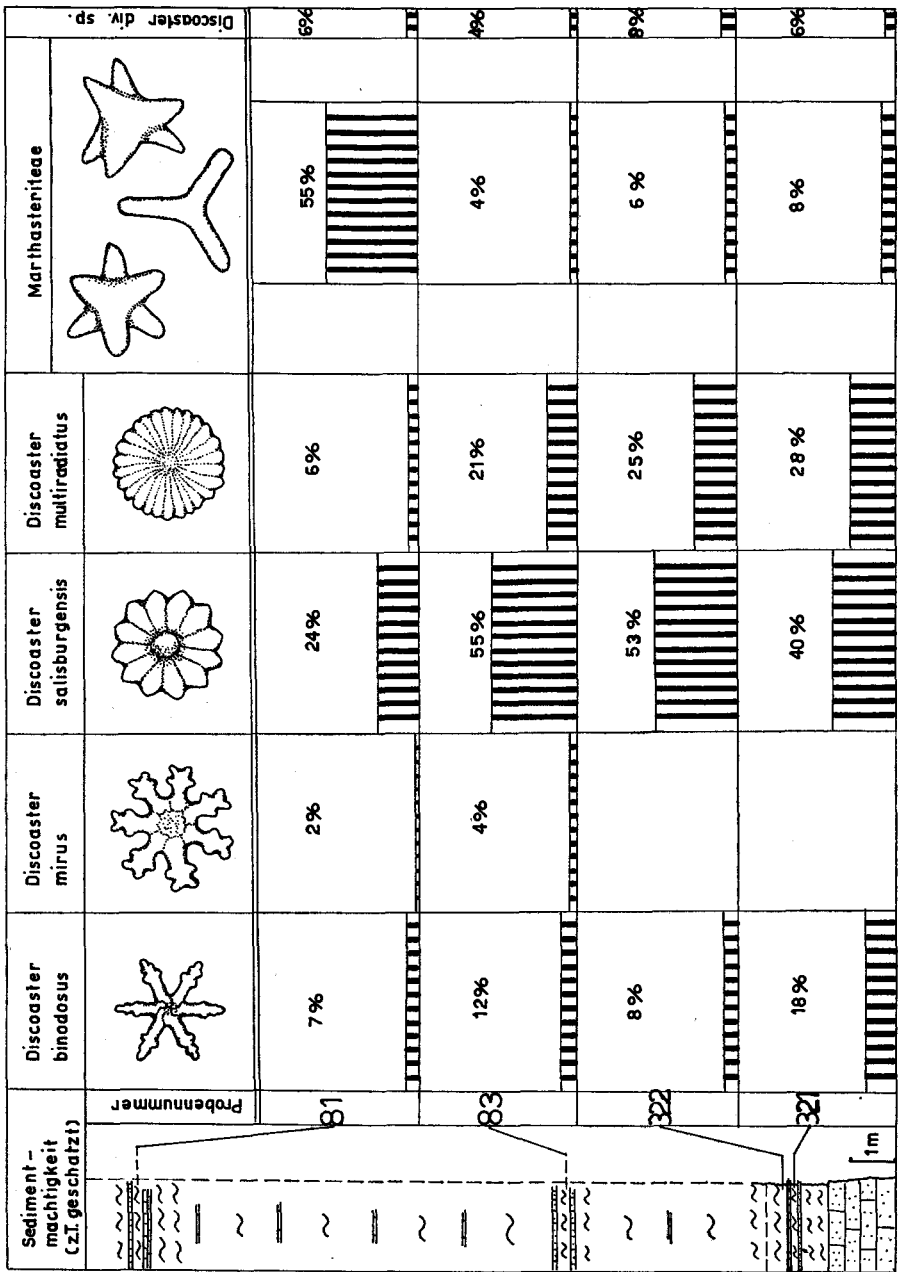 Sediment-
machtigkeit
(z.T. geschatzt)
Probennummer
Discoaster
binodosus
Discoaster
mirus
Discoaster
salisburgensis
Discoaster
multiradiatus
Marthasteriteae
Discoaster div. sp.
81
7%
2%
24%
6%
55%
6%
83
12%
4%
55%
21%
4%
4%
322
8%
53%
25%
6%
8%
321
18%
40%
28%
8%
6%
1m